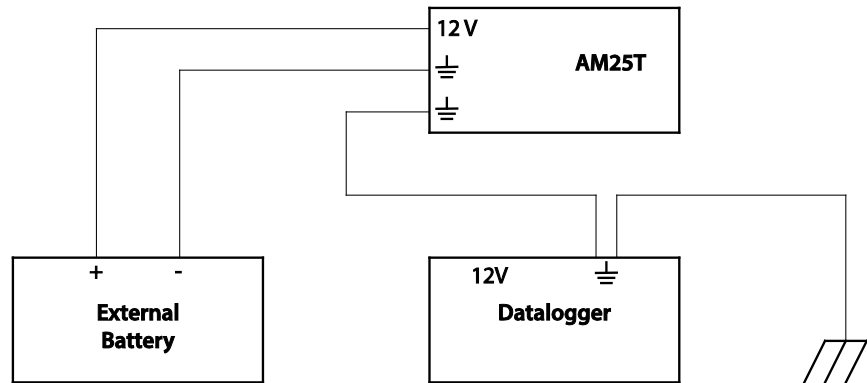 12 V
AM25T
+ -
12V
External
Battery
Datalogger